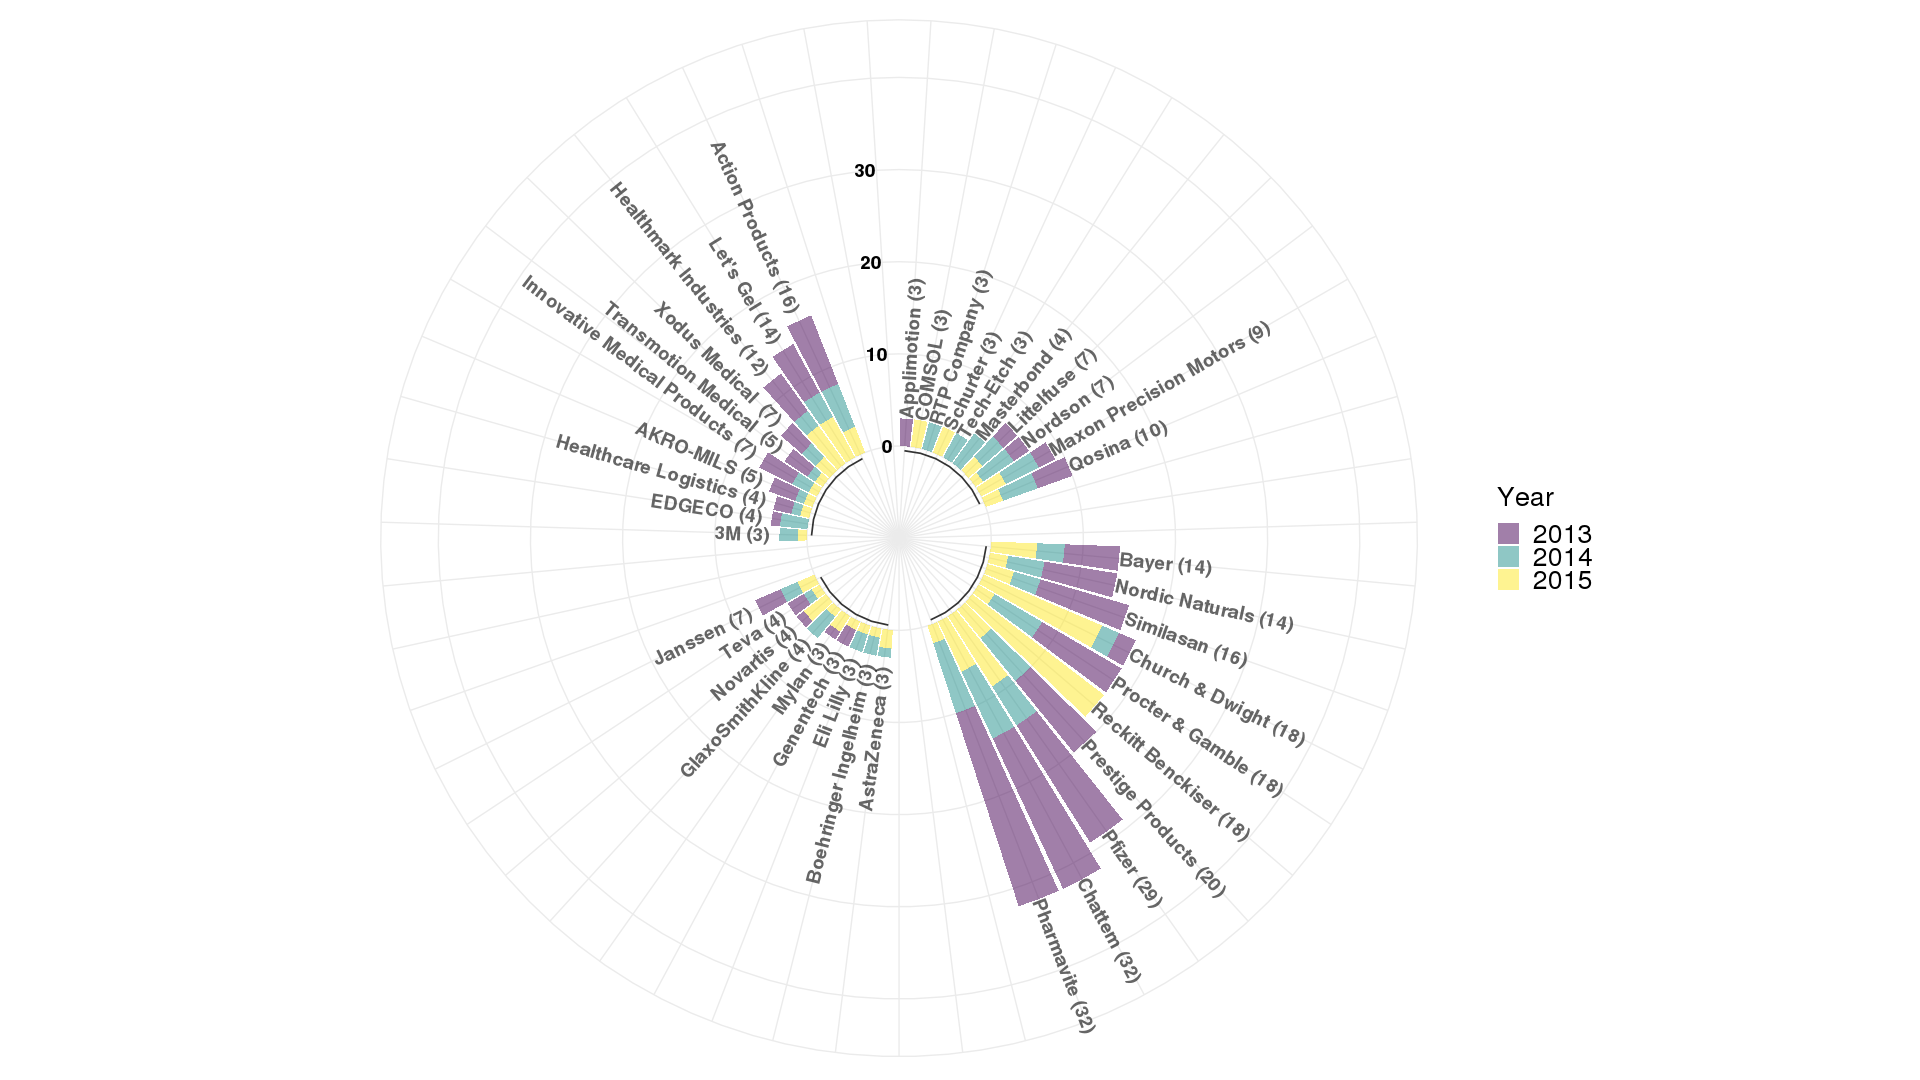 30
20
10
0
Applimotion (3)
COMSOL (3)
RTP Company (3)
Schurter (3)
Tech-Etch (3)
Masterbond (4)
Littelfuse (7)
Nordson (7)
Maxon Precision Motors (9)
Qosina (10)
Bayer (14)
Nordic Naturals (14)
Similasan (16)
Church & Dwight (18)
Procter & Gamble (18)
Reckitt Benckiser (18)
Prestige Products (20)
Pfizer (29)
Chattem (32)
Pharmavite (32)
AstraZeneca (3)
Boehringer Ingelheim (3)
Eli Lilly (3)
Genentech (3)
Mylan (3)
GlaxoSmithKline (4)
Novartis (4)
Teva (4)
Janssen (7)
3M (3)
EDGECO (4)
Healthcare Logistics (4)
AKRO-MILS (5)
Innovative Medical Products (7)
Transmotion Medical (5)
Xodus Medical (7)
Healthmark Industries (12)
Let's Gel (14)
Action Products (16)
Year
2013
2014
2015